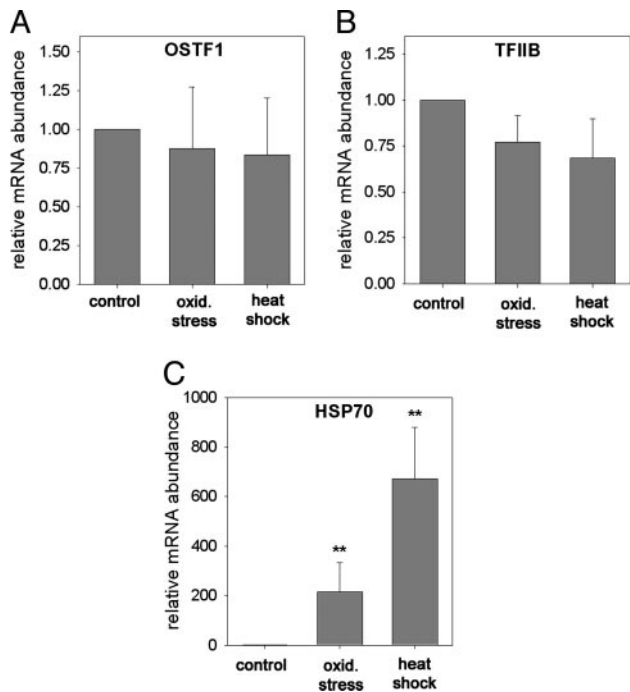 A
OSTF1
relative mRNA abundance
1.50
1.25
1.00
0.75
0.50
0.25
0.00
control
oxid.
stress
heat
shock
B
TFIIB
relative mRNA abundance
1.25
1.00
0.75
0.50
0.25
0.00
control
oxid.
stress
heat
shock
C
HSP70
relative mRNA abundance
1000
800
600
400
200
0
**
**
control
oxid.
stress
heat
shock